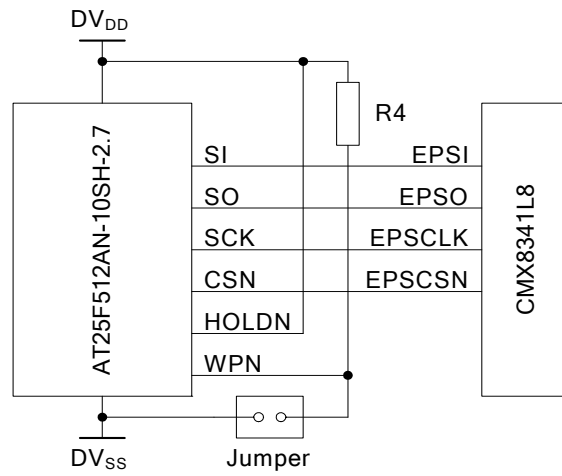 DVDD
R4
SI EPSI
SO EPSO
SCK EPSCLK
CSN EPSCSN
HOLDN
WPN
AT25F512AN-10SH-2.7
CMX8341L8
DVSS
Jumper